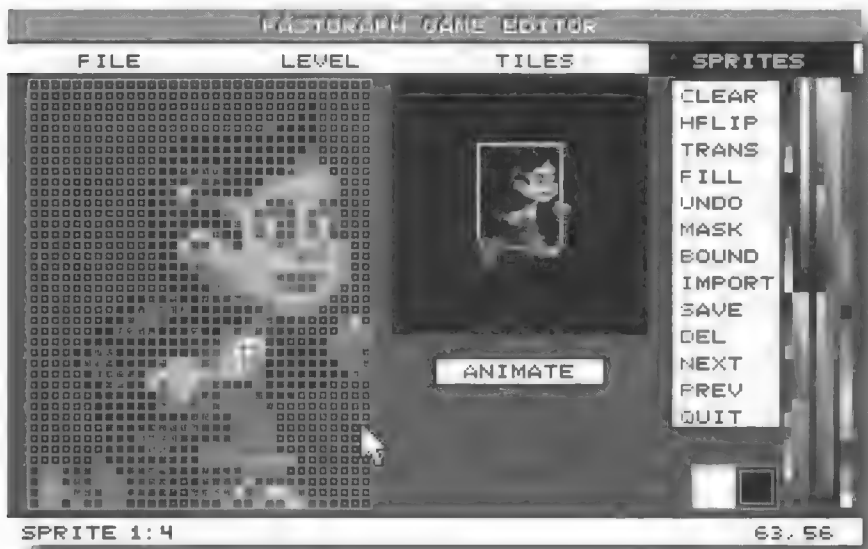 FASTGRAPH GAME EDITOR
FILE LEVEL TILES SPRITES
CLEAR
HFLIP
TRANS
FILL
UNDO
MASK
BOUND
IMPORT
SAVE
DEL
NEXT
PREV
QUIT
ANIMATE
SPRITE 1:4 63, 56